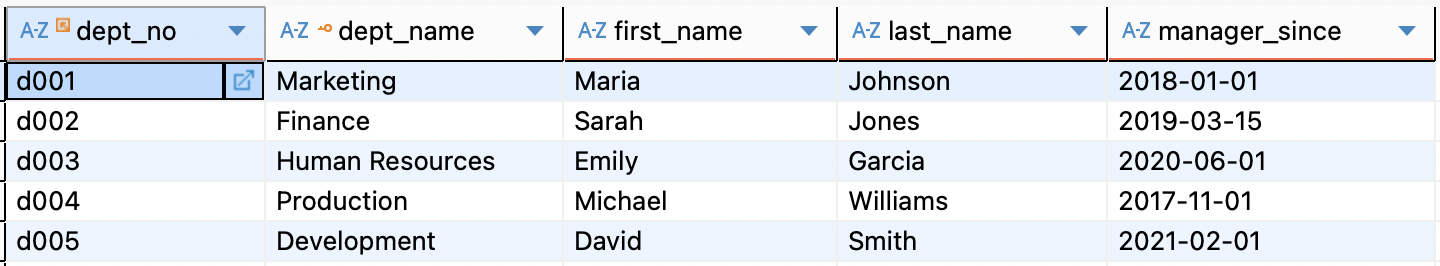 A-Z dept_no A-Z dept_name A-Z first_name A-Z last_name A-Z manager_since
d001 Marketing Maria Johnson 2018-01-01
d002 Finance Sarah Jones 2019-03-15
d003 Human Resources Emily Garcia 2020-06-01
d004 Production Michael Williams 2017-11-01
d005 Development David Smith 2021-02-01